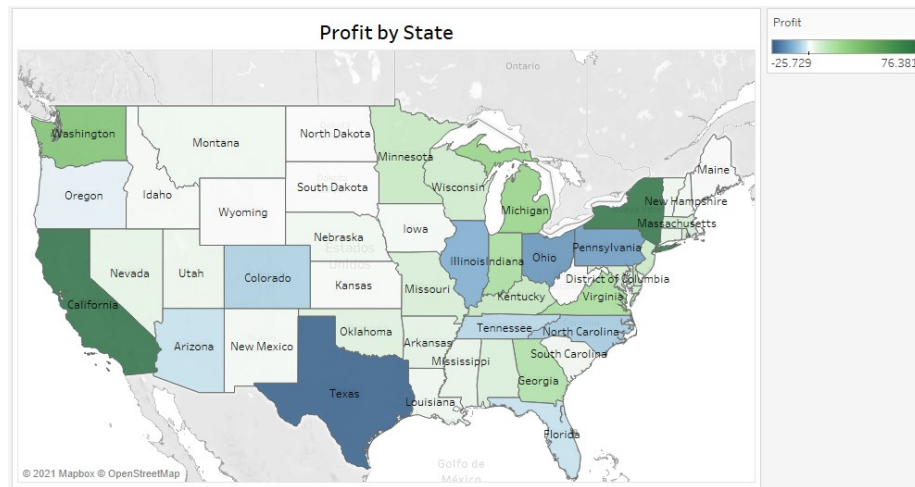 Profit by State
Profit
-25.729 76.381
Ontario
Washington
Montana
North Dakota
Minnesota
Maine
Oregon
Idaho
South Dakota
Wisconsin
Michigan
New Hampshire
Massachusetts
Wyoming
Nebraska
Iowa
Estados
Unidos
Illinois
Indiana
Ohio
Pennsylvania
Nevada
Utah
Colorado
Kansas
Missouri
Kentucky
District of Columbia
Virginia
California
Arizona
New Mexico
Oklahoma
Arkansas
Tennessee
North Carolina
South Carolina
Mississippi
Georgia
Texas
Louisiana
Florida
Golfo de
México
© 2021 Mapbox © OpenStreetMap